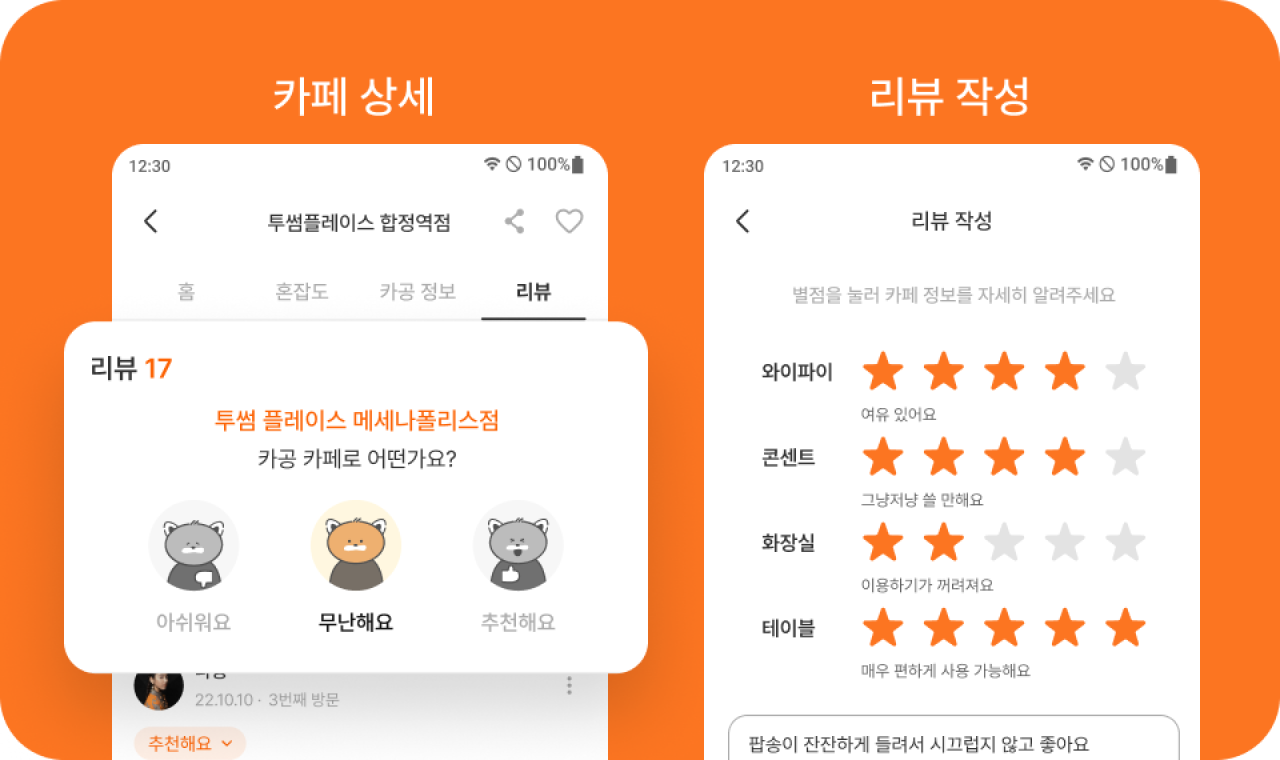 카페 상세
12:30
100%
투썸플레이스 합정역점
홈
혼잡도
카공 정보
리뷰
리뷰 17
투썸 플레이스 메세나폴리스점
카공 카페로 어떤가요?
아쉬워요
무난해요
추천해요
22.10.10 · 3번째 방문
추천해요
리뷰 작성
12:30
100%
리뷰 작성
별점을 눌러 카페 정보를 자세히 알려주세요
와이파이
여유 있어요
콘센트
그냥저냥 쓸 만해요
화장실
이용하기가 꺼려져요
테이블
매우 편하게 사용 가능해요
팝송이 잔잔하게 들려서 시끄럽지 않고 좋아요